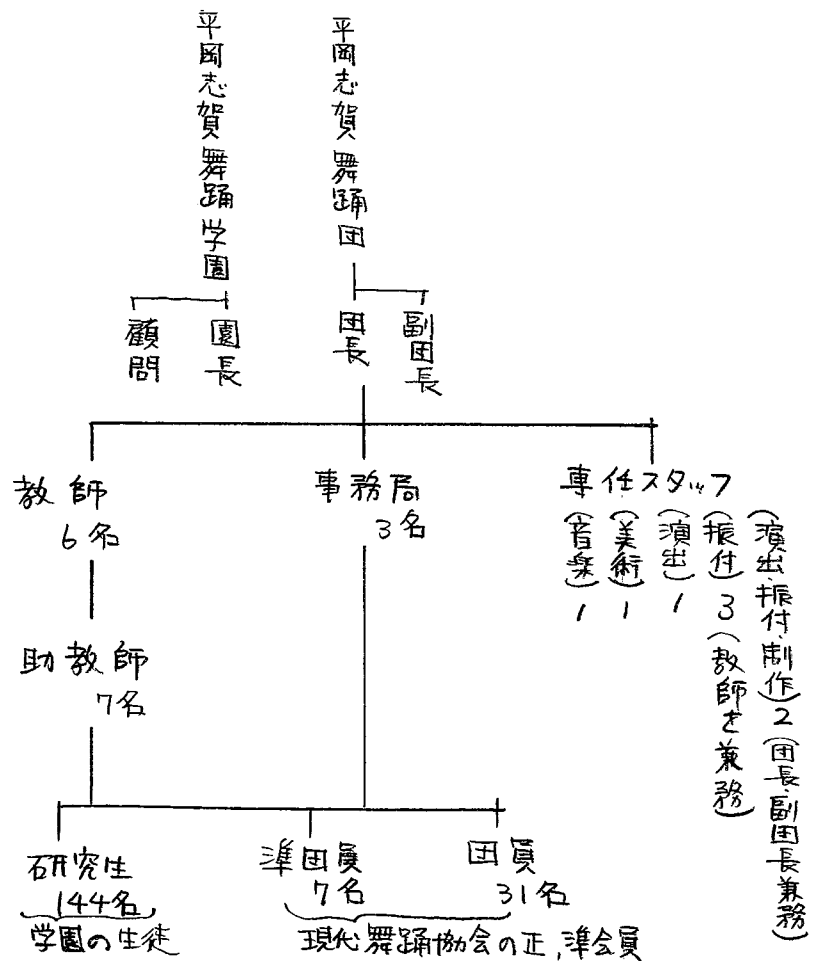 平岡志賀舞踊団
平岡志賀舞踊学園
副団長
団長
園長
顧問
教師
6名
事務局
3名
専任スタッフ
(演出・振付・制作)2(団長・副団長兼務)
(振付)3(教師を兼務)
(演出)1
(美術)1
(音楽)1
助教師
7名
研究生
144名
学園の生徒
準団員
7名
団員
31名
現代舞踊協会の正,準会員